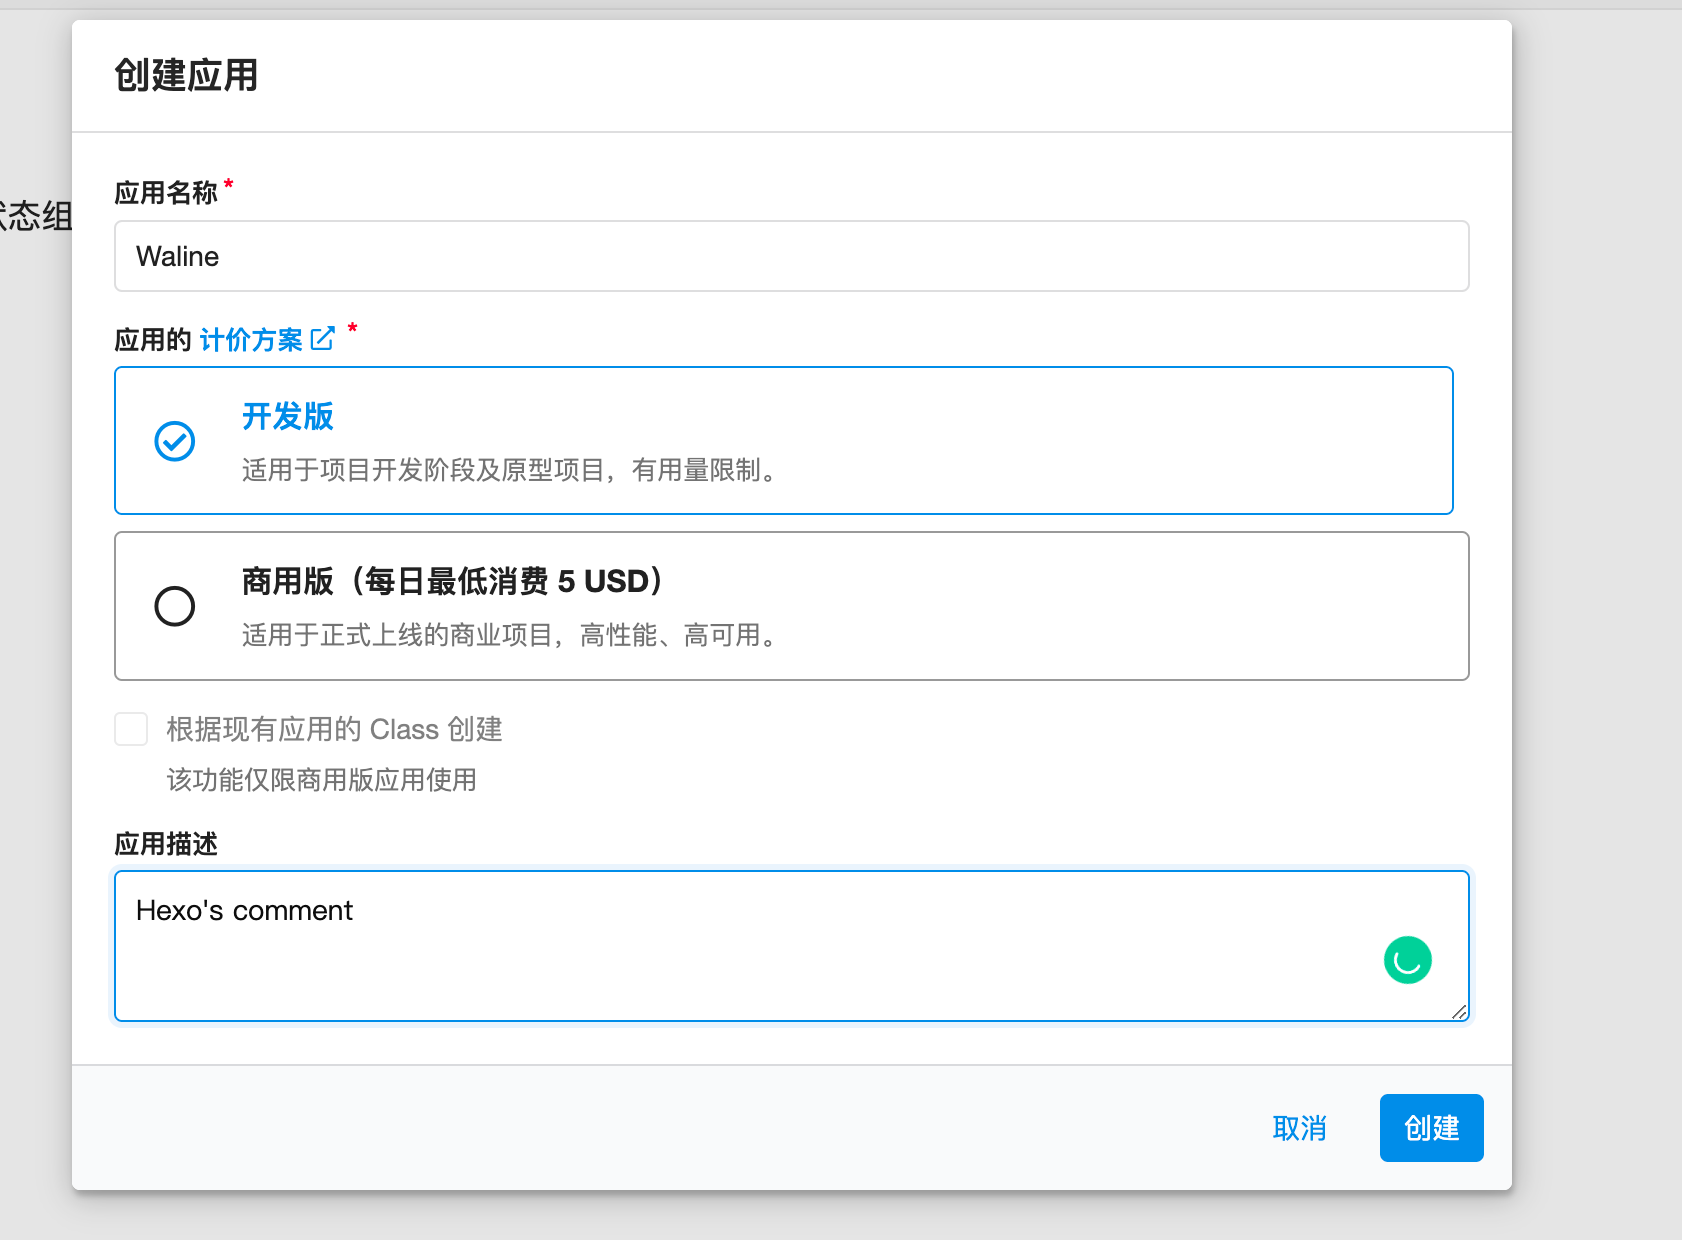 创建应用
态组
应用名称*
Waline
应用的 计价方案 *
开发版
适用于项目开发阶段及原型项目，有用量限制。
商用版（每日最低消费 5 USD）
适用于正式上线的商业项目，高性能、高可用。
根据现有应用的 Class 创建
该功能仅限商用版应用使用
应用描述
Hexo's comment
取消
创建